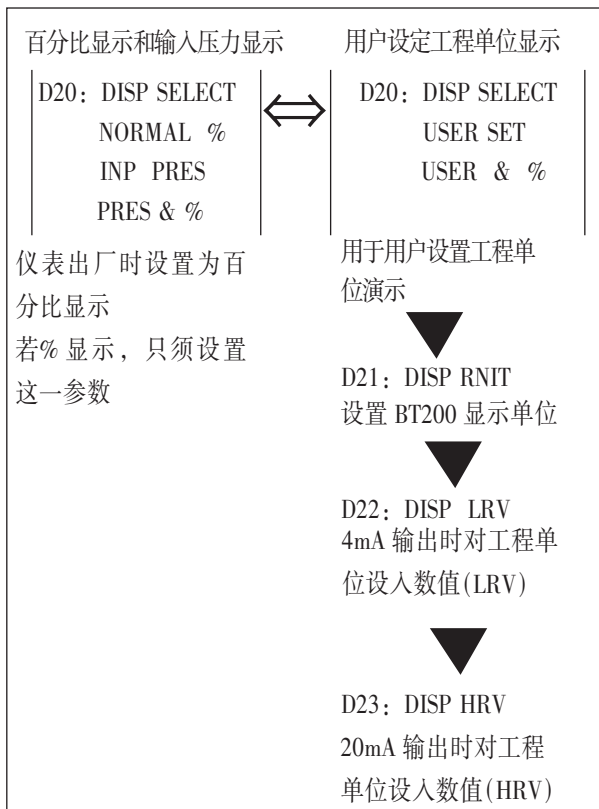 百分比显示和输入压力显示
D20：DISP SELECT
NORMAL %
INP PRES
PRES & %
仪表出厂时设置为百
分比显示
若% 显示，只须设置
这一参数
用户设定工程单位显示
D20：DISP SELECT
USER SET
USER & %
用于用户设置工程单
位演示
D21：DISP RNIT
设置 BT200 显示单位
D22：DISP LRV
4mA 输出时对工程单
位设入数值(LRV)
D23：DISP HRV
20mA 输出时对工程
单位设入数值(HRV)